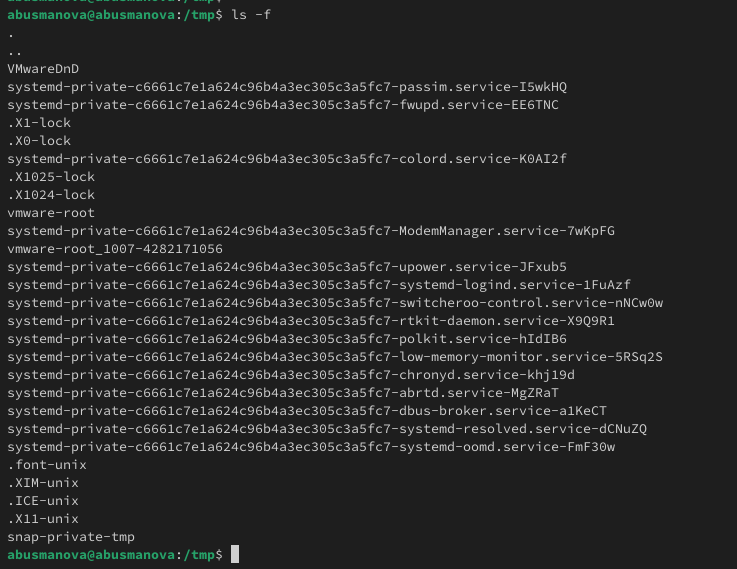 abusmanova@abusmanova:/tmp$ ls -f
.
..
VMwareDnD
systemd-private-c6661c7e1a624c96b4a3ec305c3a5fc7-passim.service-I5wkHQ
systemd-private-c6661c7e1a624c96b4a3ec305c3a5fc7-fwupd.service-EE6TNC
.X1-lock
.X0-lock
systemd-private-c6661c7e1a624c96b4a3ec305c3a5fc7-colord.service-K0AI2f
.X1025-lock
.X1024-lock
vmware-root
systemd-private-c6661c7e1a624c96b4a3ec305c3a5fc7-ModemManager.service-7wKpFG
vmware-root_1007-4282171056
systemd-private-c6661c7e1a624c96b4a3ec305c3a5fc7-upower.service-JFxub5
systemd-private-c6661c7e1a624c96b4a3ec305c3a5fc7-systemd-logind.service-1FuAzf
systemd-private-c6661c7e1a624c96b4a3ec305c3a5fc7-switcheroo-control.service-nNCw0w
systemd-private-c6661c7e1a624c96b4a3ec305c3a5fc7-rtkit-daemon.service-X9Q9R1
systemd-private-c6661c7e1a624c96b4a3ec305c3a5fc7-polkit.service-hIdIB6
systemd-private-c6661c7e1a624c96b4a3ec305c3a5fc7-low-memory-monitor.service-5RSq2S
systemd-private-c6661c7e1a624c96b4a3ec305c3a5fc7-chronyd.service-khj19d
systemd-private-c6661c7e1a624c96b4a3ec305c3a5fc7-abrtd.service-MgZRaT
systemd-private-c6661c7e1a624c96b4a3ec305c3a5fc7-dbus-broker.service-a1KeCT
systemd-private-c6661c7e1a624c96b4a3ec305c3a5fc7-systemd-resolved.service-dCNuZQ
systemd-private-c6661c7e1a624c96b4a3ec305c3a5fc7-systemd-oomd.service-FmF30w
.font-unix
.XIM-unix
.ICE-unix
.X11-unix
snap-private-tmp
abusmanova@abusmanova:/tmp$